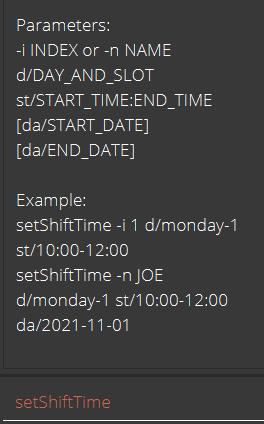 Parameters:
-i INDEX or -n NAME
d/DAY_AND_SLOT
st/START_TIME:END_TIME
[da/START_DATE]
[da/END_DATE]
Example:
setShiftTime -i 1 d/monday-1
st/10:00-12:00
setShiftTime -n JOE
d/monday-1 st/10:00-12:00
da/2021-11-01
setShiftTime